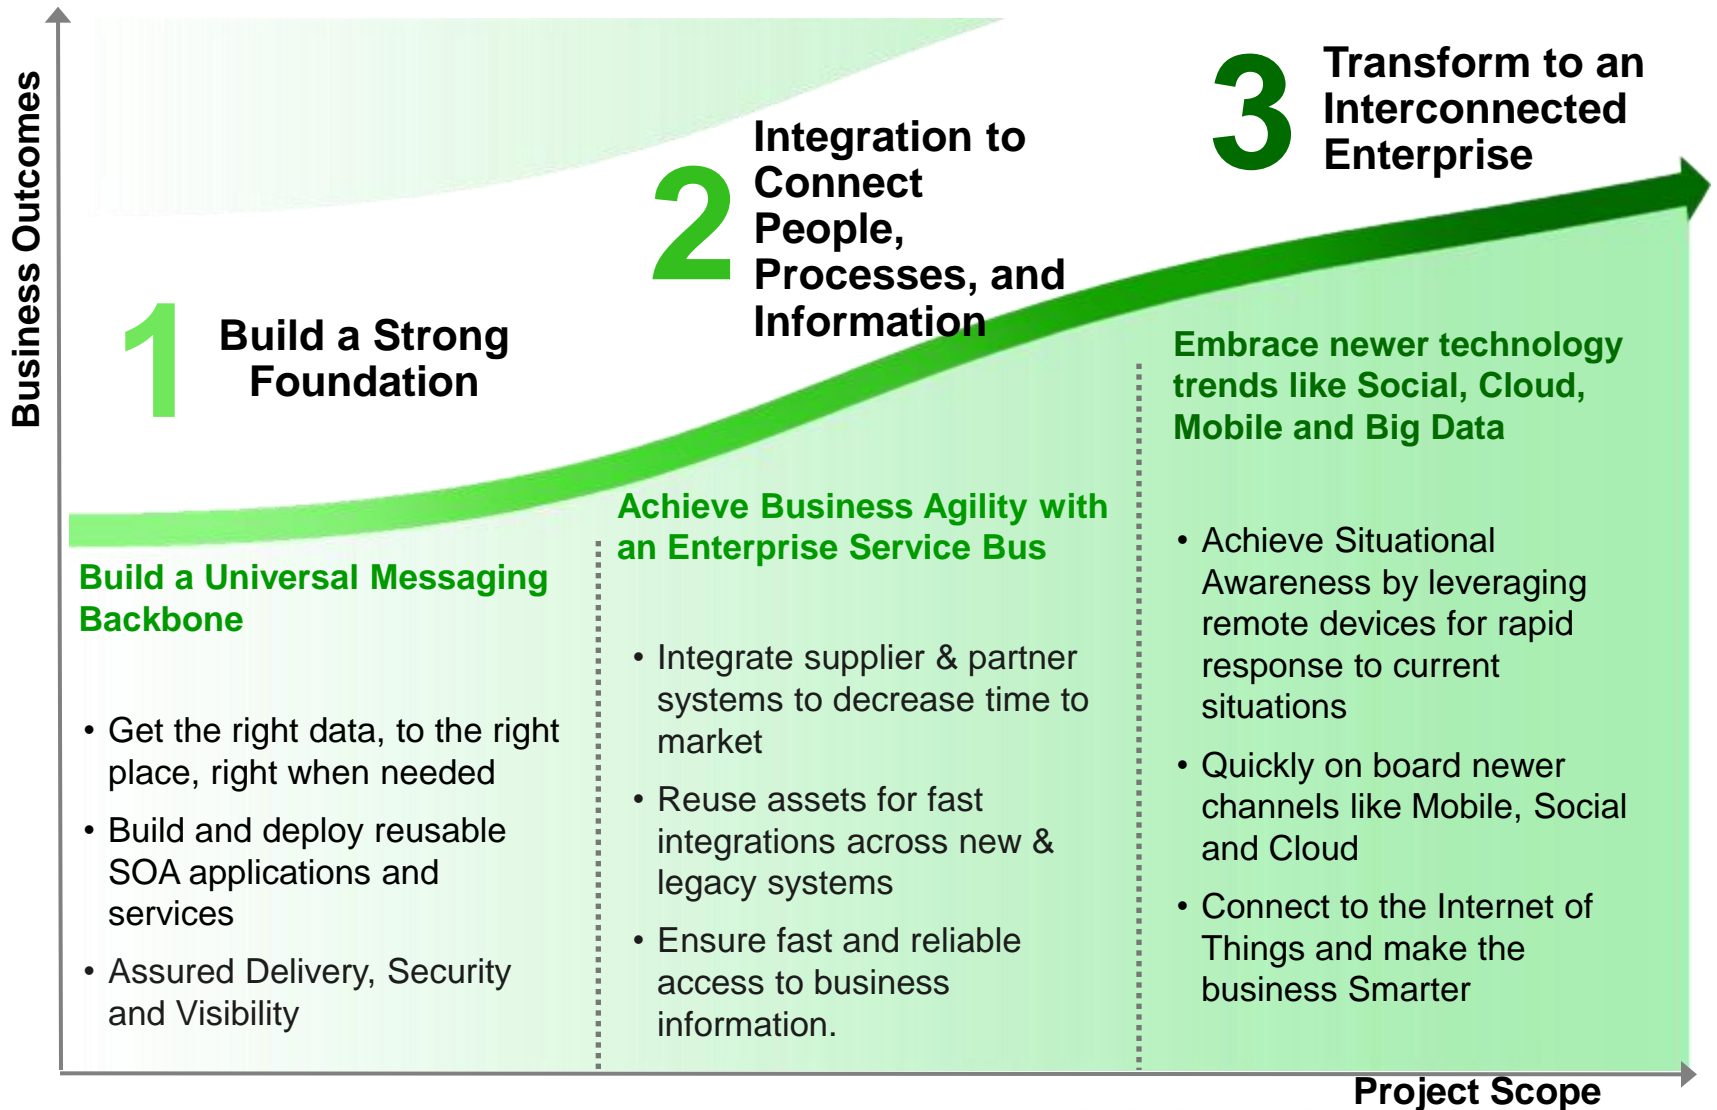 Business Outcomes
1
Build a Strong
Foundation
2
Integration to
Connect
People,
Processes, and
Information
3
Transform to an
Interconnected
Enterprise
Build a Universal Messaging
Backbone
• Get the right data, to the right
place, right when needed
• Build and deploy reusable
SOA applications and
services
• Assured Delivery, Security
and Visibility
Achieve Business Agility with
an Enterprise Service Bus
• Integrate supplier & partner
systems to decrease time to
market
• Reuse assets for fast
integrations across new &
legacy systems
• Ensure fast and reliable
access to business
information.
Embrace newer technology
trends like Social, Cloud,
Mobile and Big Data
• Achieve Situational
Awareness by leveraging
remote devices for rapid
response to current
situations
• Quickly on board newer
channels like Mobile, Social
and Cloud
• Connect to the Internet of
Things and make the
business Smarter
Project Scope